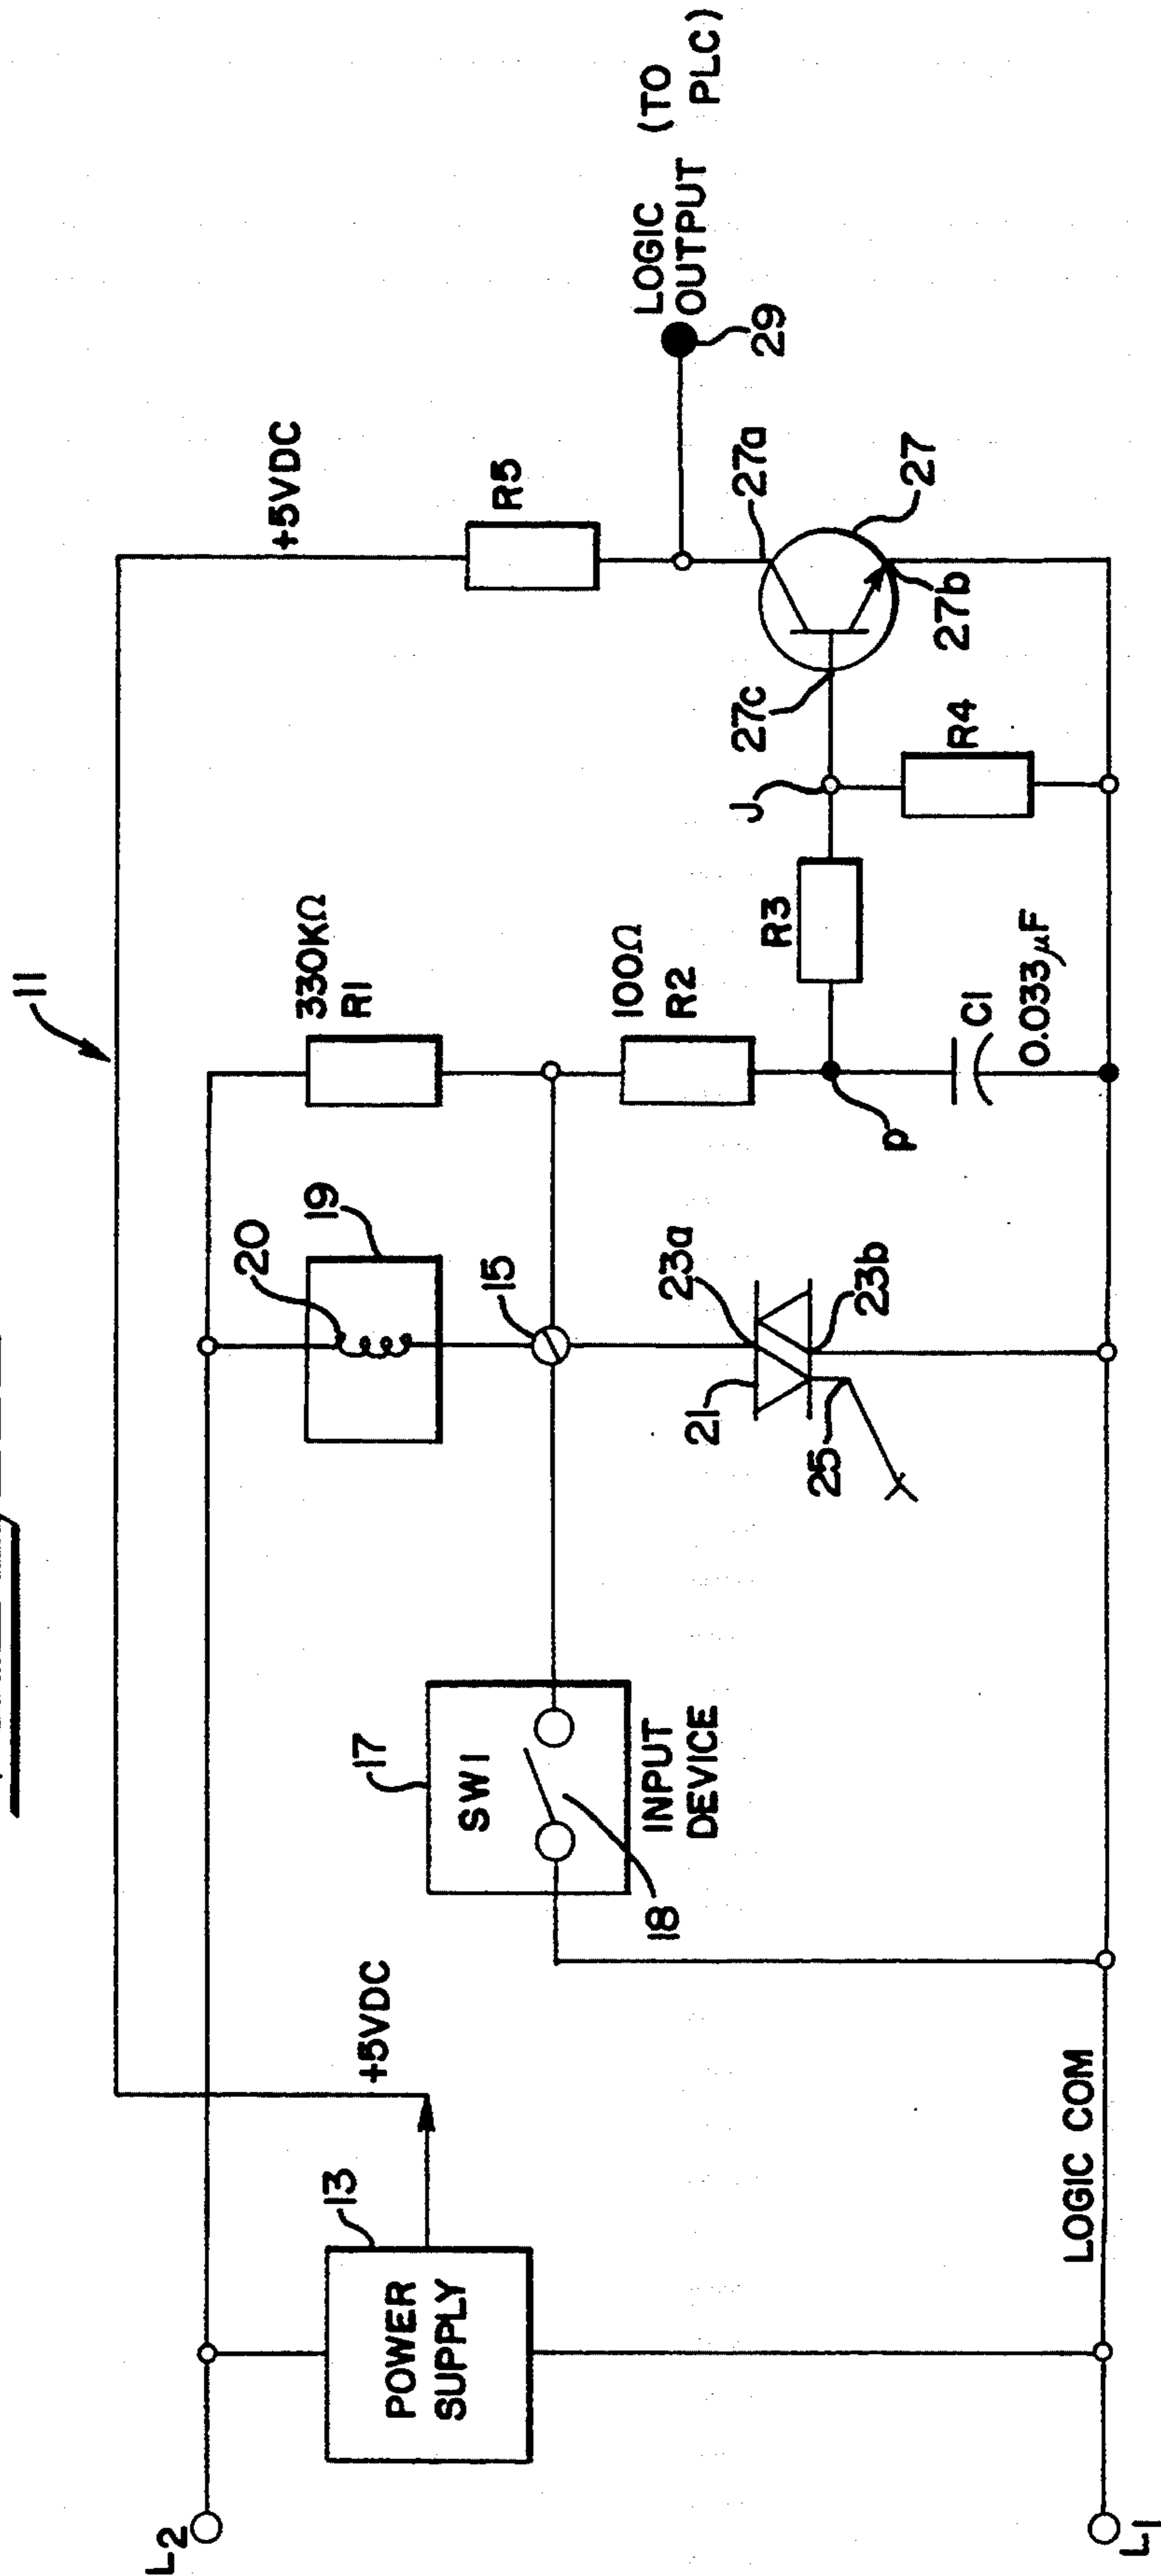 11
+5VDC
L2
13
POWER
SUPPLY
+5VDC
17
SW1
18
INPUT
DEVICE
20
19
15
21
23a
23b
25
330KΩ
R1
100Ω
R2
P
C1
0.033µF
R3
J
R4
R5
27a
27c
27b
27
29
LOGIC
OUTPUT
(TO
PLC)
LOGIC COM
L1